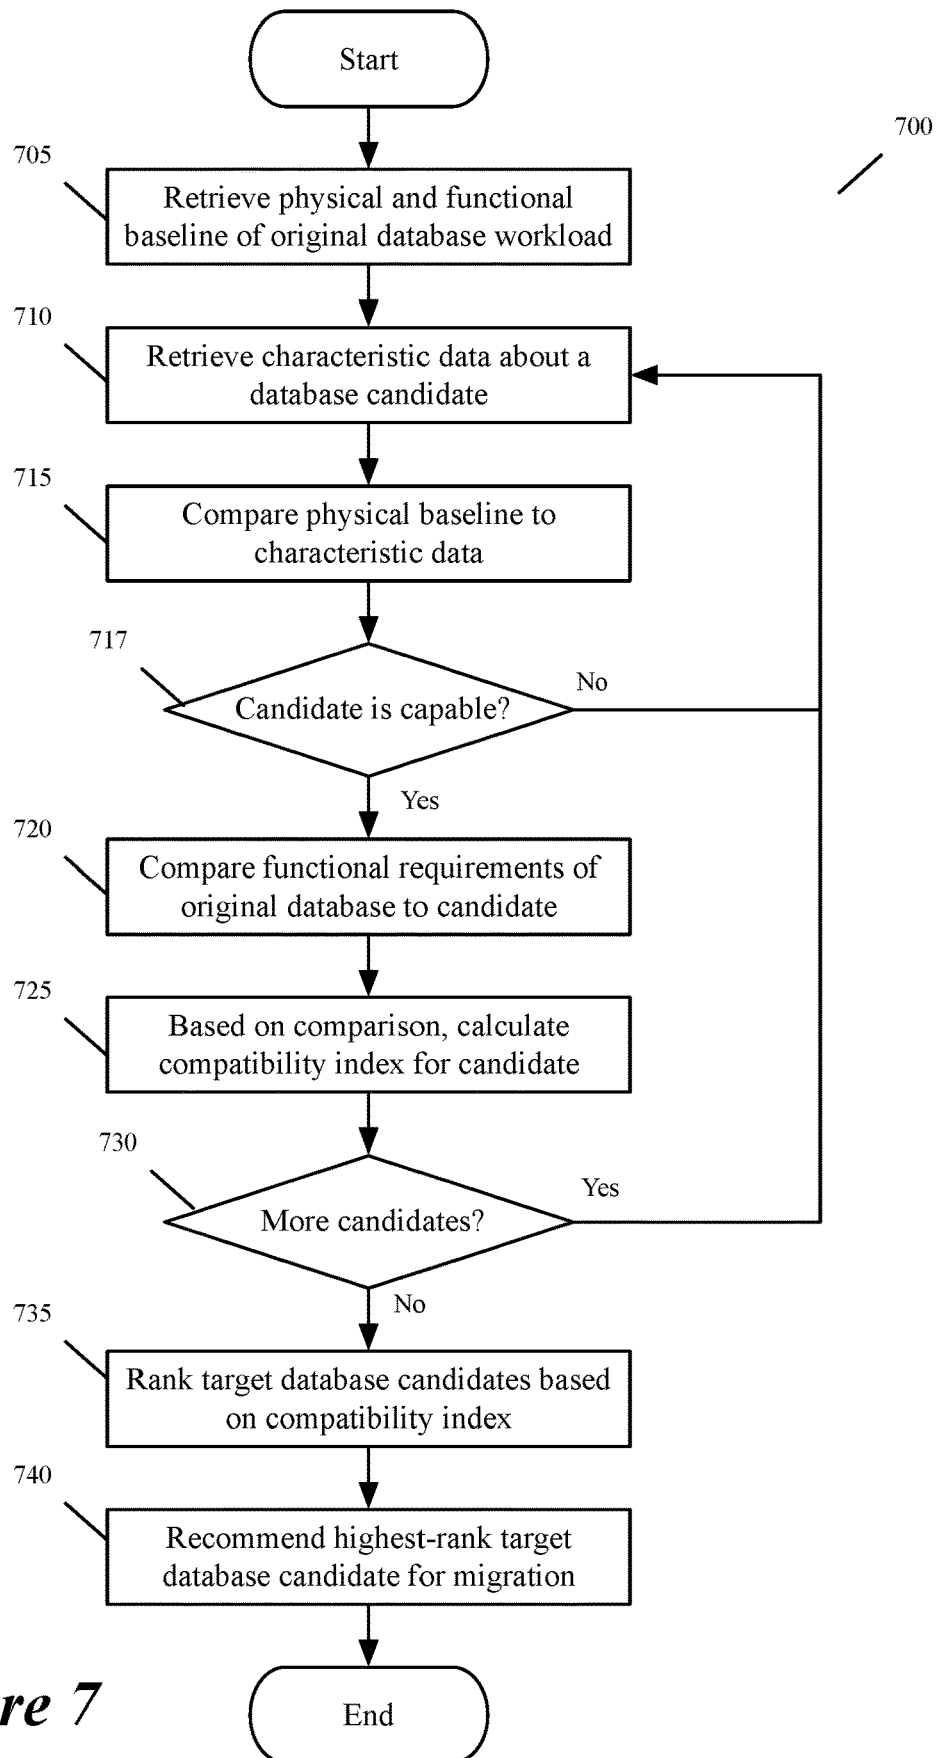 Start
700
705
Retrieve physical and functional
baseline of original database workload
710
Retrieve characteristic data about a
database candidate
715
Compare physical baseline to
characteristic data
717
Candidate is capable?
No
Yes
720
Compare functional requirements of
original database to candidate
725
Based on comparison, calculate
compatibility index for candidate
730
More candidates?
Yes
No
735
Rank target database candidates based
on compatibility index
740
Recommend highest-rank target
database candidate for migration
re 7
End